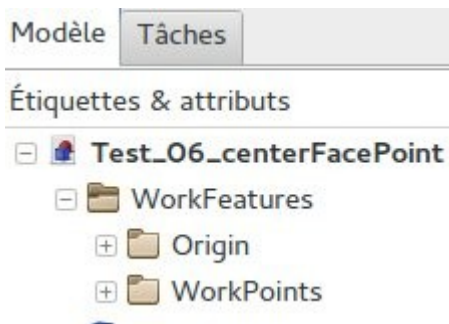 Modèle Tâches
Étiquettes & attributs
Test_06_centerFacePoint
WorkFeatures
Origin
WorkPoints